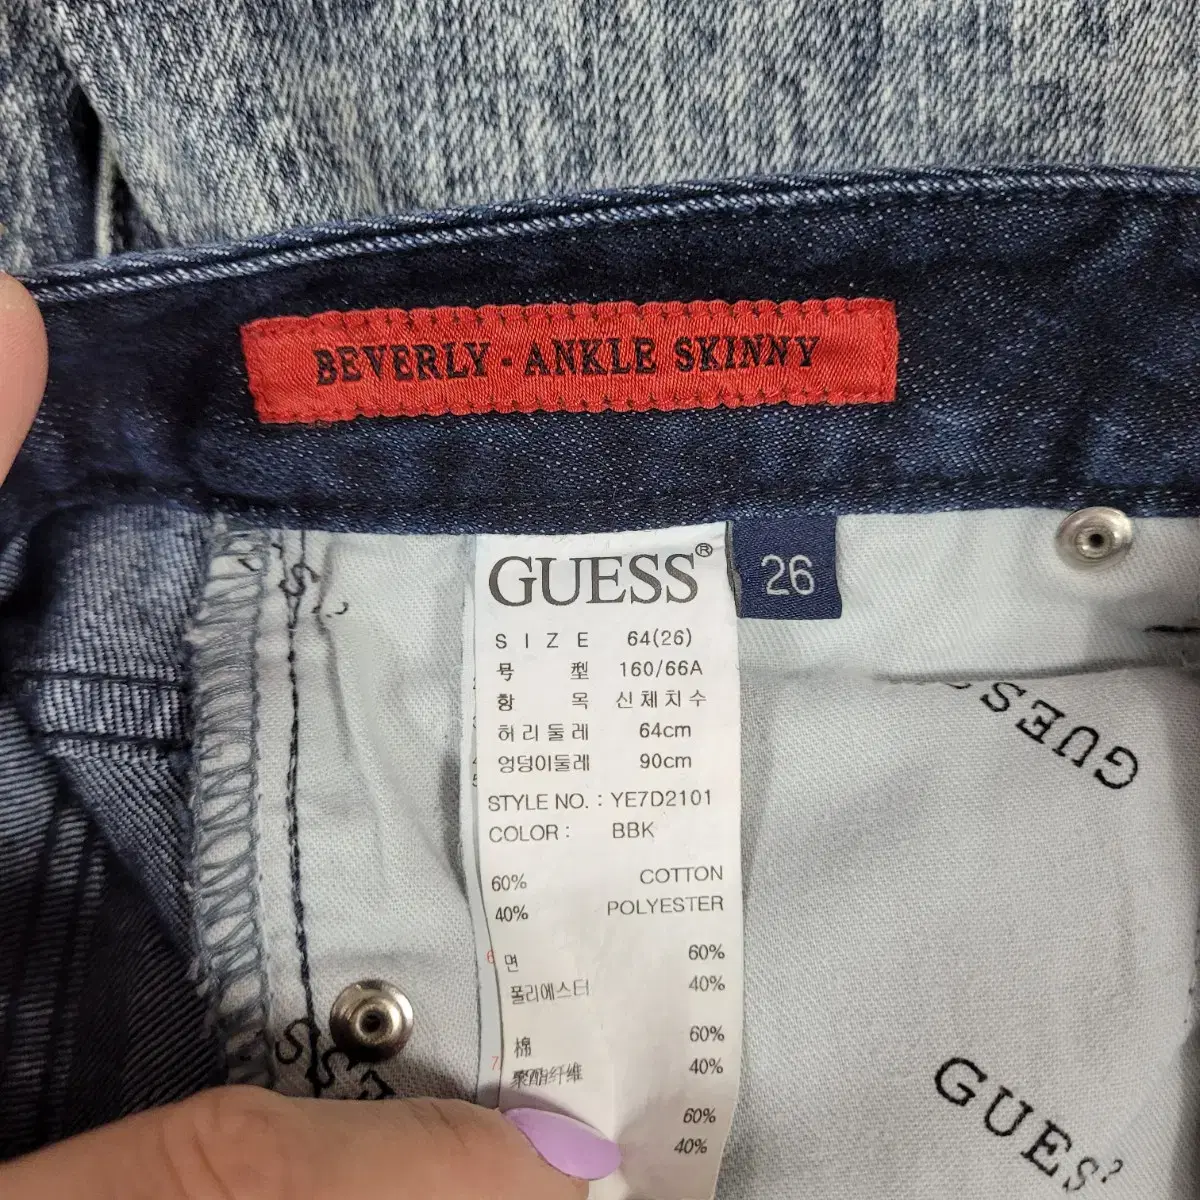 BEVERLY - ANKLE SKINNY
GUESS®
26
SIZE 64(26)
号型 160/66A
항목 신체치수
허리둘레 64cm
엉덩이둘레 90cm
STYLE NO. : YE7D2101
COLOR : BBK
60% COTTON
40% POLYESTER
면 60%
폴리에스터 40%
棉 60%
聚酯纤维 40%
60%
40%
GUESS
GUES?